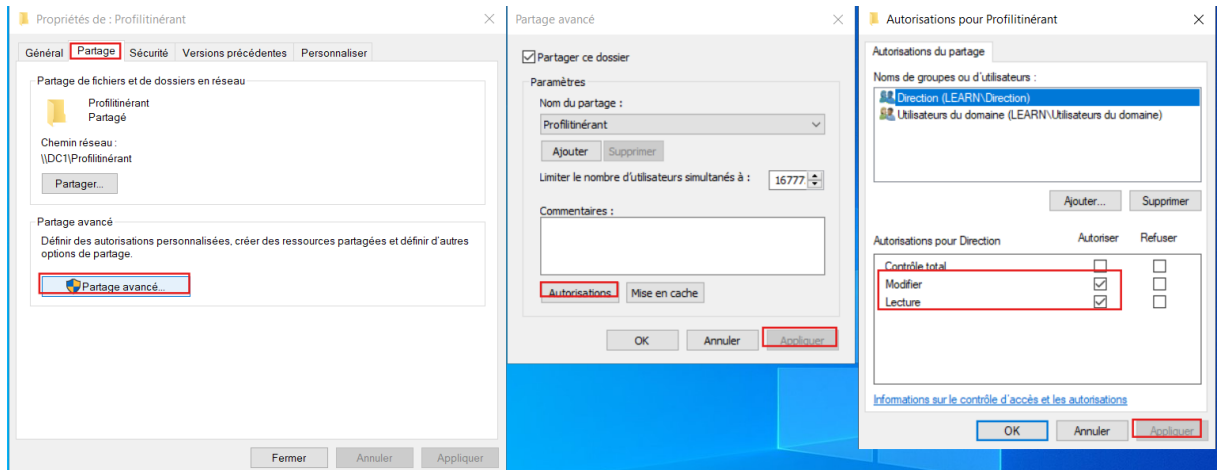 Propriétés de : Profilitinérant
Général Partage Sécurité Versions précédentes Personnaliser
Partage de fichiers et de dossiers en réseau
Profilitinérant
Partagé
Chemin réseau :
\\DC1\Profilitinérant
Partager...
Partage avancé
Définir des autorisations personnalisées, créer des ressources partagées et définir d'autres
options de partage.
Partage avancé...
Fermer Annuler Appliquer
Partage avancé
Partager ce dossier
Paramètres
Nom du partage :
Profilitinérant
Ajouter Supprimer
Limiter le nombre d'utilisateurs simultanés à : 16777
Commentaires :
Autorisations Mise en cache
OK Annuler Appliquer
Autorisations pour Profilitinérant
Autorisations du partage
Noms de groupes ou d'utilisateurs :
Direction (LEARN\Direction)
Utilisateurs du domaine (LEARN\Utilisateurs du domaine)
Ajouter... Supprimer
Autorisations pour Direction Autoriser Refuser
Contrôle total
Modifier
Lecture
Informations sur le contrôle d'accès et les autorisations
OK Annuler Appliquer